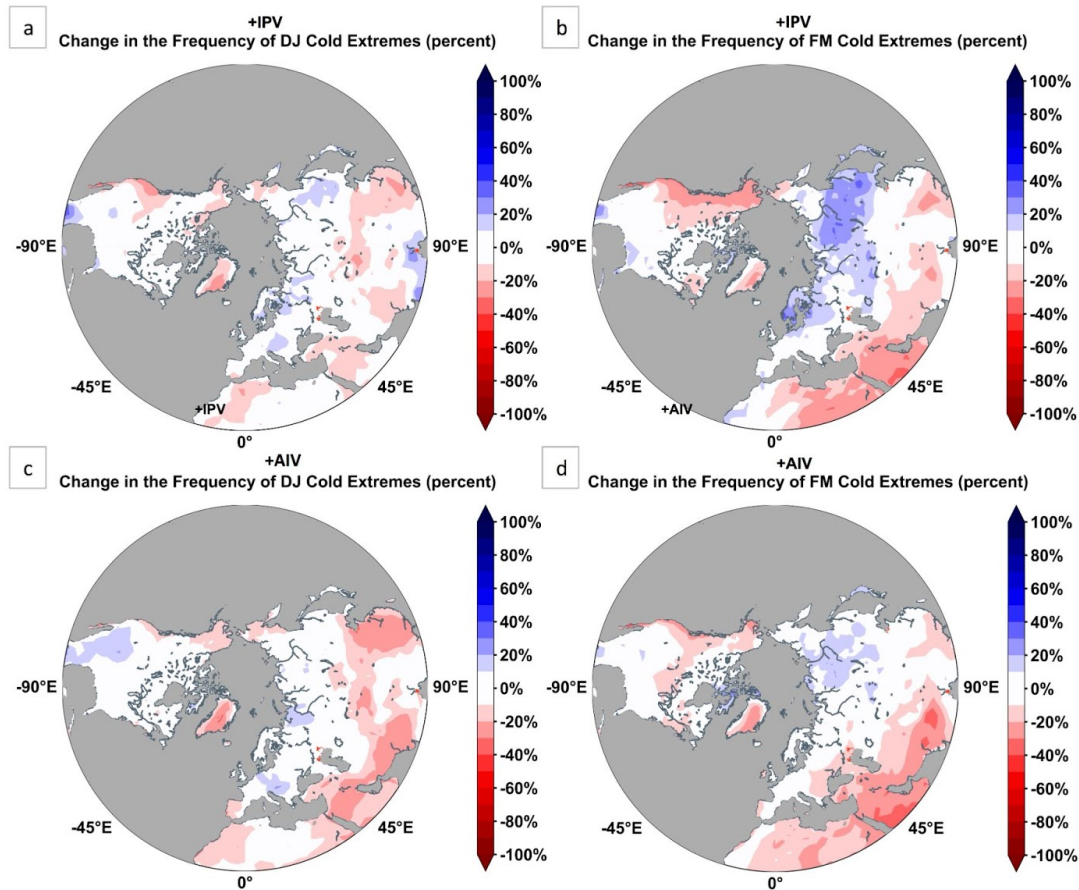 a
+IPV
Change in the Frequency of DJ Cold Extremes (percent)
100%
80%
60%
40%
20%
0%
-20%
-40%
-60%
-80%
-100%
-90°E
90°E
-45°E
45°E
+IPV
0°
b
+IPV
Change in the Frequency of FM Cold Extremes (percent)
100%
80%
60%
40%
20%
0%
-20%
-40%
-60%
-80%
-100%
-90°E
90°E
-45°E
45°E
+AIV
0°
c
+AIV
Change in the Frequency of DJ Cold Extremes (percent)
100%
80%
60%
40%
20%
0%
-20%
-40%
-60%
-80%
-100%
-90°E
90°E
-45°E
45°E
0°
d
+AIV
Change in the Frequency of FM Cold Extremes (percent)
100%
80%
60%
40%
20%
0%
-20%
-40%
-60%
-80%
-100%
-90°E
90°E
-45°E
45°E
0°